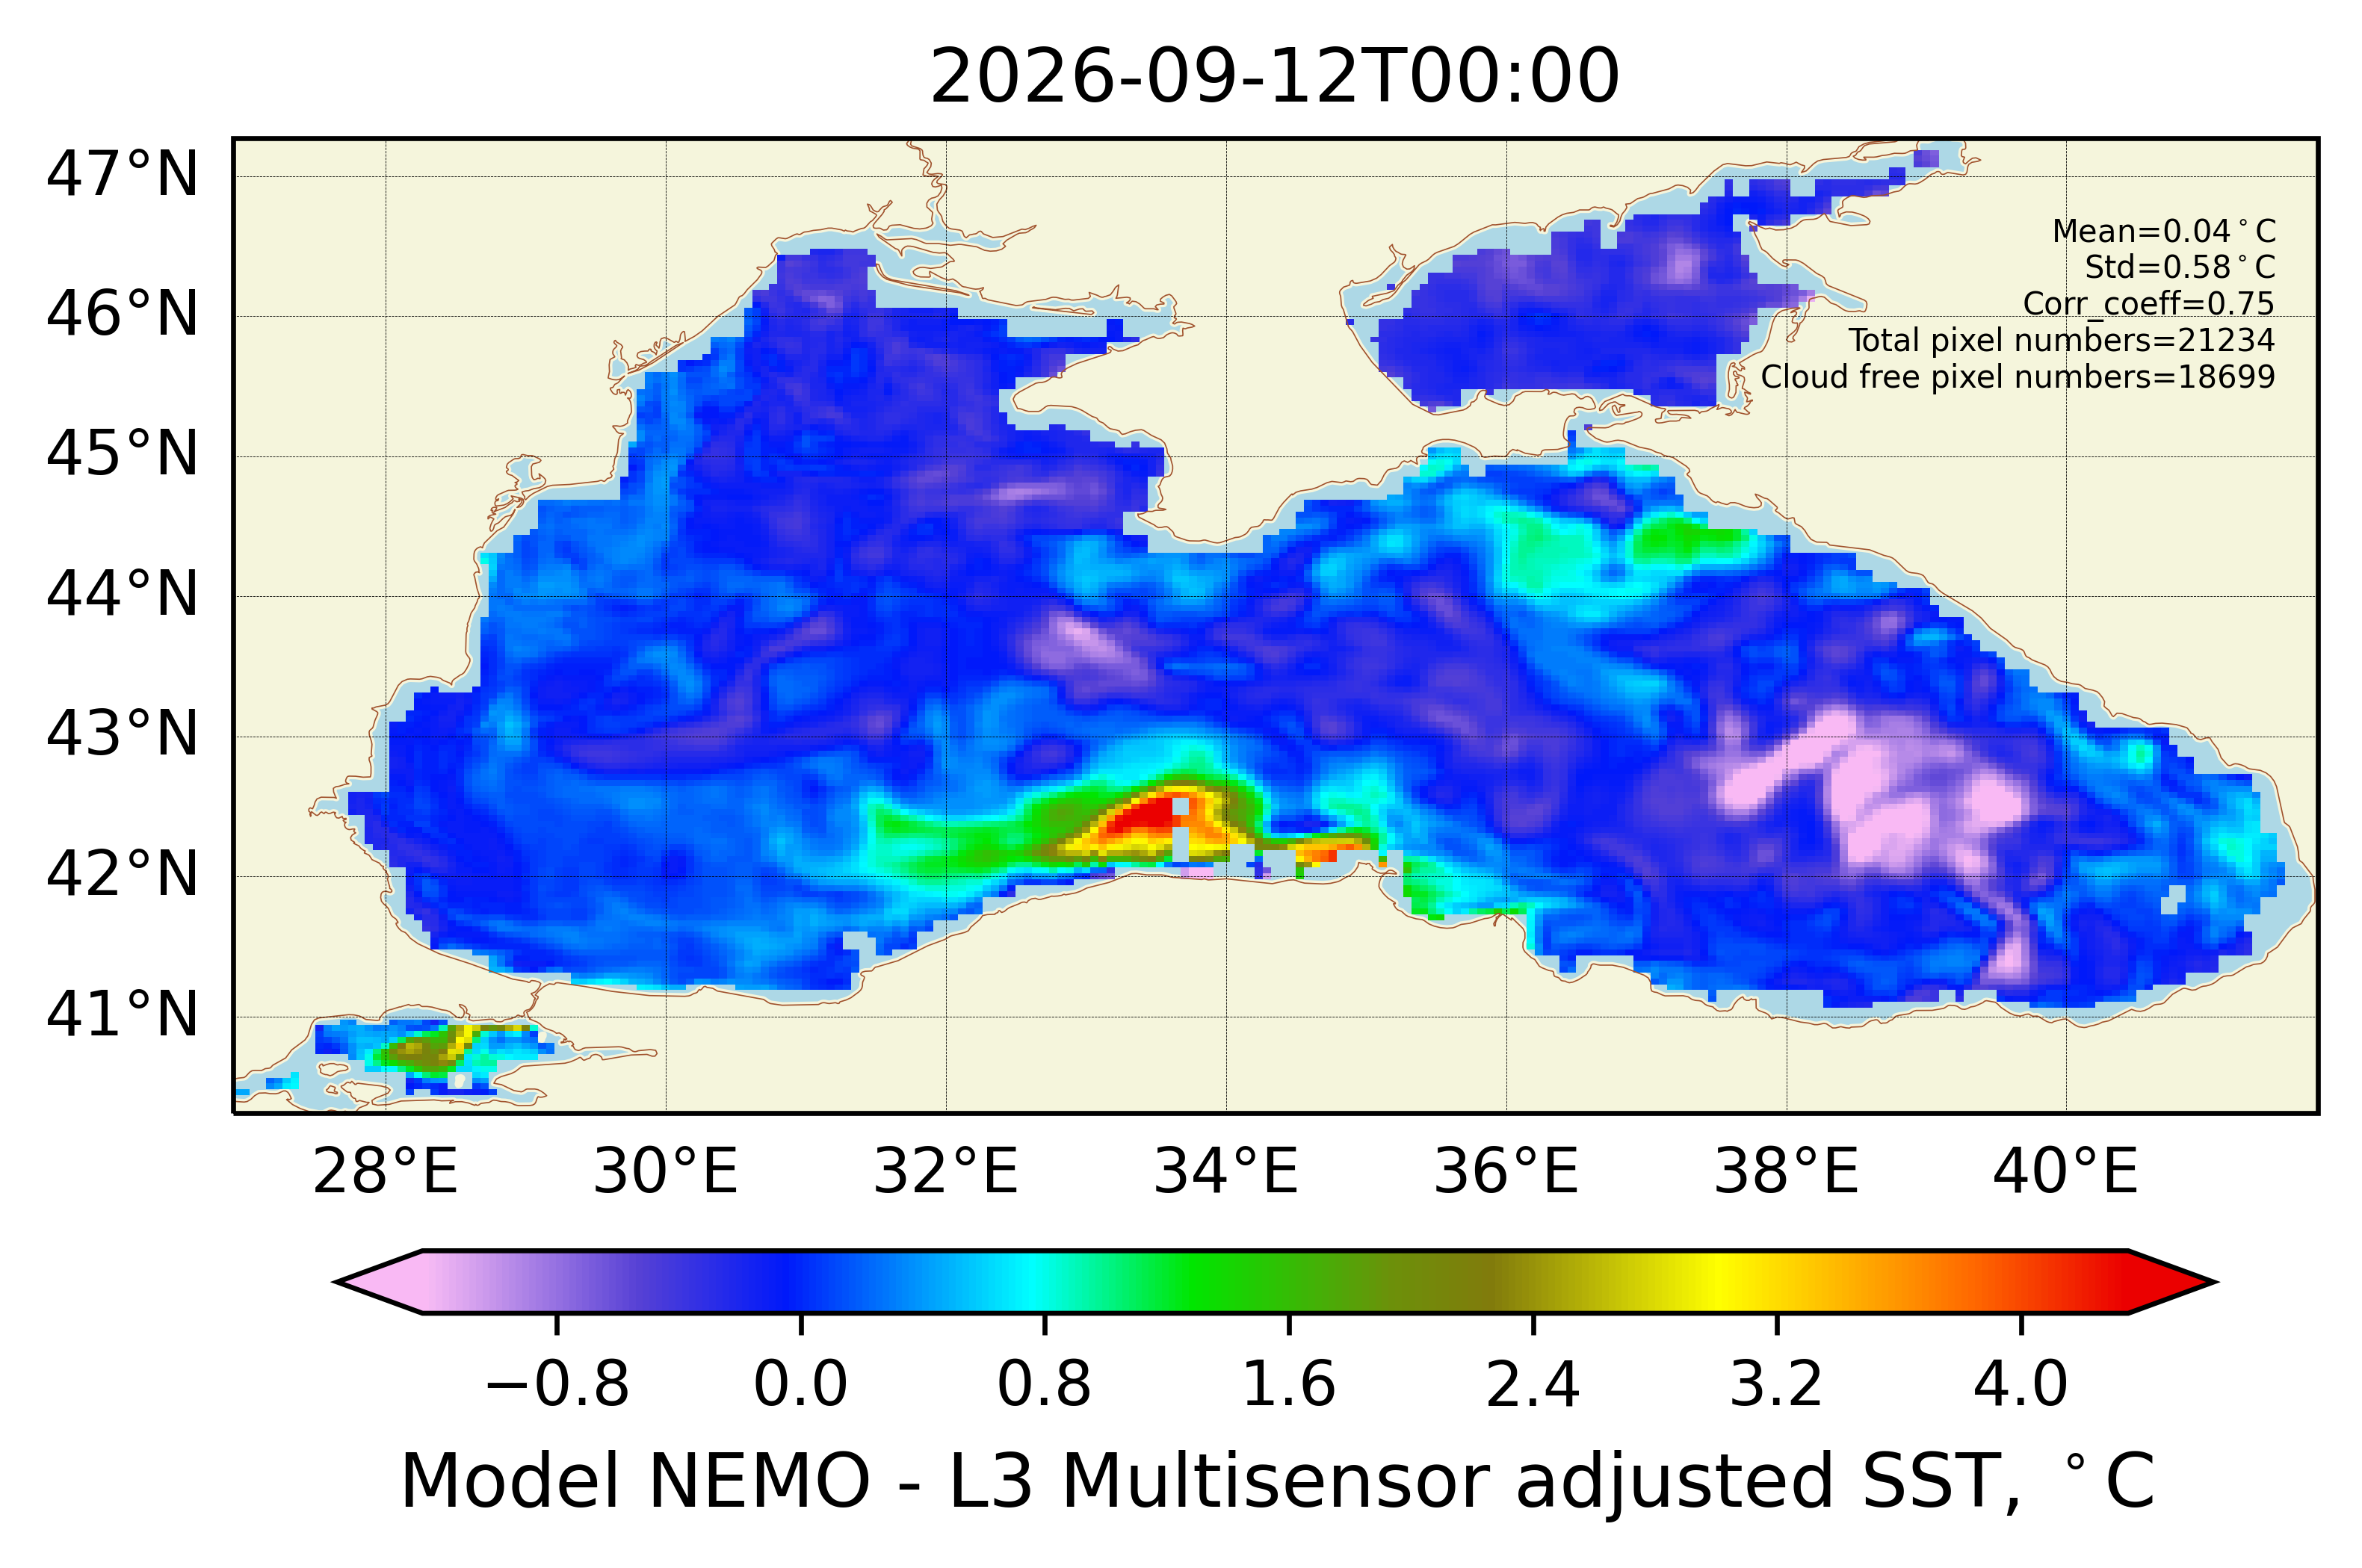 2026-09-12T00:00
47°N
46°N
45°N
44°N
43°N
42°N
41°N
Mean=0.04°C
Std=0.58°C
Corr_coeff=0.75
Total pixel numbers=21234
Cloud free pixel numbers=18699
28°E 30°E 32°E 34°E 36°E 38°E 40°E
−0.8 0.0 0.8 1.6 2.4 3.2 4.0
Model NEMO - L3 Multisensor adjusted SST, °C